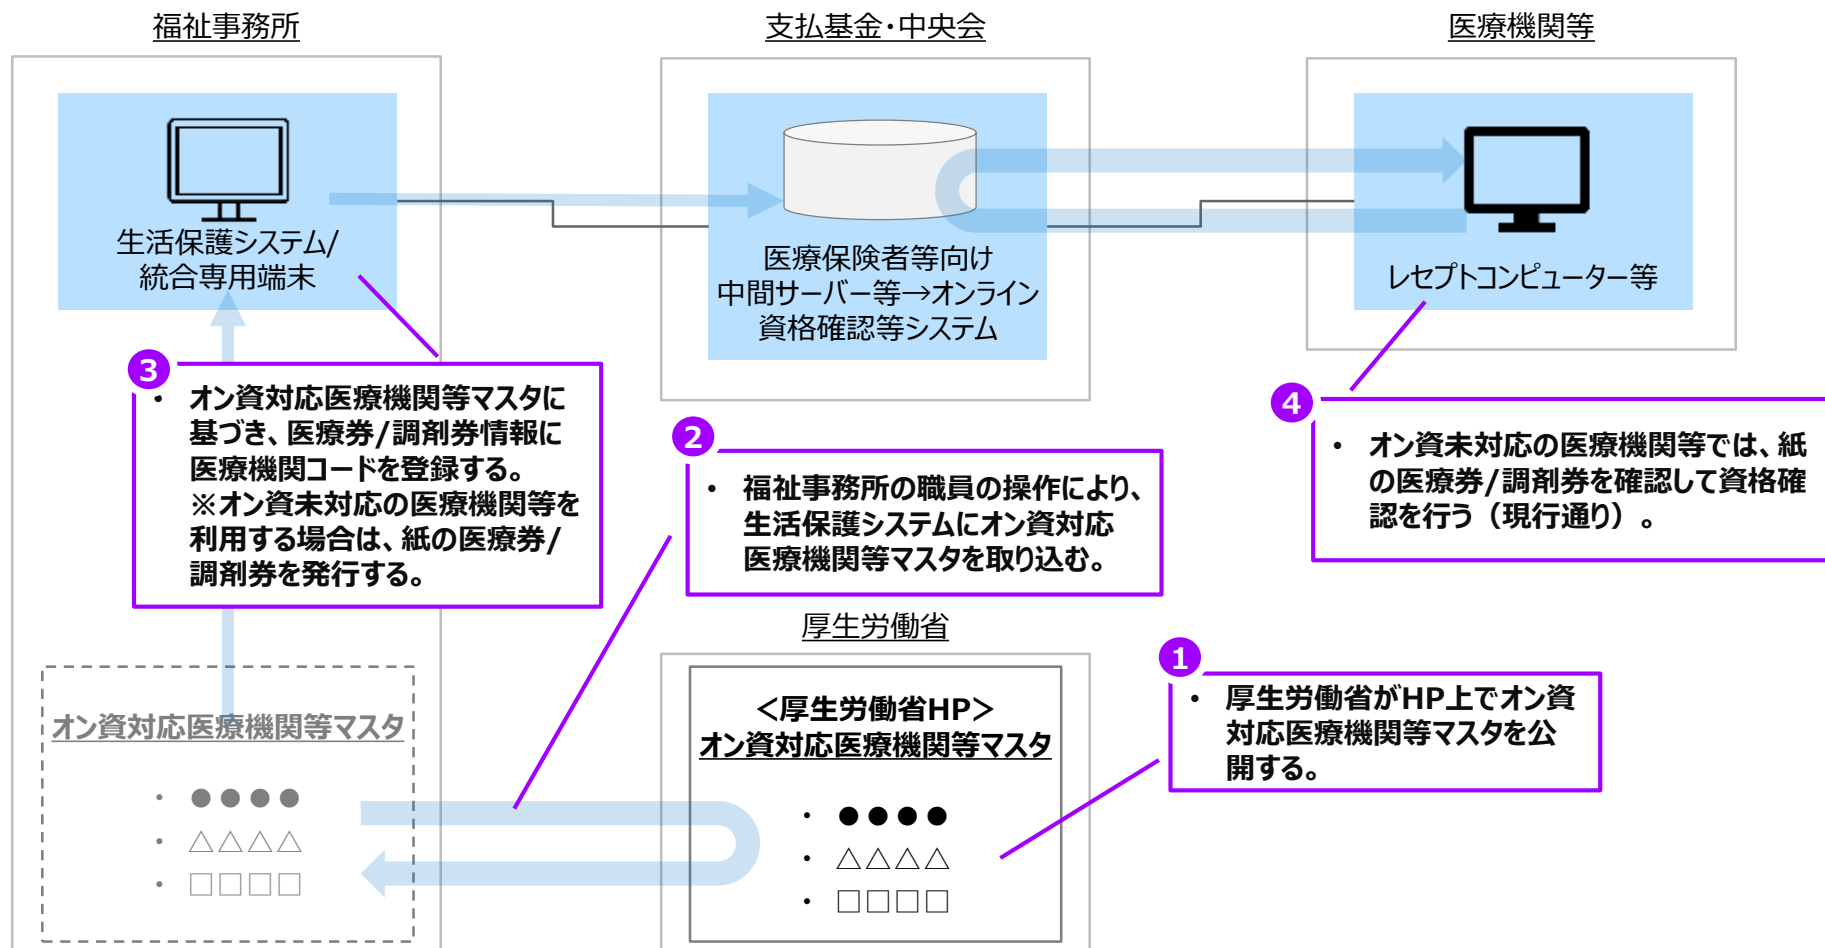 福祉事務所
支払基金・中央会
医療機関等
生活保護システム/
統合専用端末
医療保険者等向け
中間サーバー等→オンライン
資格確認等システム
レセプトコンピューター等
3
・ オン資対応医療機関等マスタに
基づき、医療券/調剤券情報に
医療機関コードを登録する。
※オン資未対応の医療機関等を
利用する場合は、紙の医療券/
調剤券を発行する。
2
・ 福祉事務所の職員の操作により、
生活保護システムにオン資対応
医療機関等マスタを取り込む。
4
・ オン資未対応の医療機関等では、紙
の医療券/調剤券を確認して資格確
認を行う（現行通り）。
厚生労働省
1
・ 厚生労働省がHP上でオン資
対応医療機関等マスタを公
開する。
オン資対応医療機関等マスタ
・ ●●●●
・ △△△△
・ □□□□
＜厚生労働省HP＞
オン資対応医療機関等マスタ
・ ●●●●
・ △△△△
・ □□□□